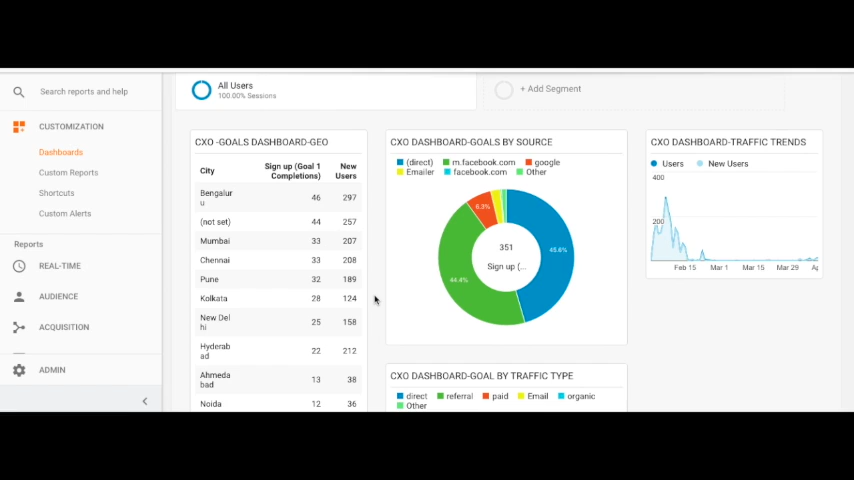 Search reports and help
CUSTOMIZATION
Dashboards
Custom Reports
Shortcuts
Custom Alerts
Reports
REAL-TIME
AUDIENCE
ACQUISITION
ADMIN
All Users
100.00% Sessions
+ Add Segment
CXO -GOALS DASHBOARD-GEO
City Sign up (Goal 1 New
Completions) Users
Bengalur
u 46 297
(not set) 44 257
Mumbai 33 207
Chennai 33 208
Pune 32 189
Kolkata 28 124
New Del
hi 25 158
Hyderab
ad 22 212
Ahmeda
bad 13 38
Noida 12 36
CXO DASHBOARD-GOALS BY SOURCE
(direct) m.facebook.com google
Emailer facebook.com Other
6.3%
45.6%
44.4%
351
Sign up (...
CXO DASHBOARD-GOAL BY TRAFFIC TYPE
direct referral paid Email organic
Other
CXO DASHBOARD-TRAFFIC TRENDS
Users New Users
400
200
Feb 15 Mar 1 Mar 15 Mar 29 Ap